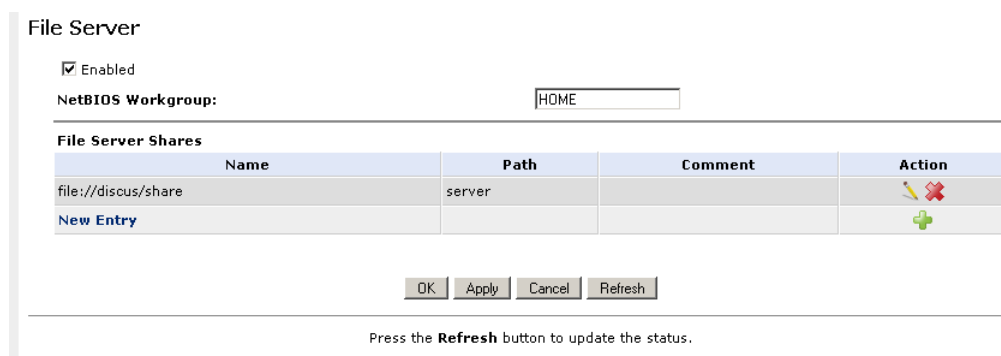 File Server
Enabled
NetBIOS Workgroup: HOME
File Server Shares
Name Path Comment Action
file://discus/share server
New Entry
OK Apply Cancel Refresh
Press the Refresh button to update the status.